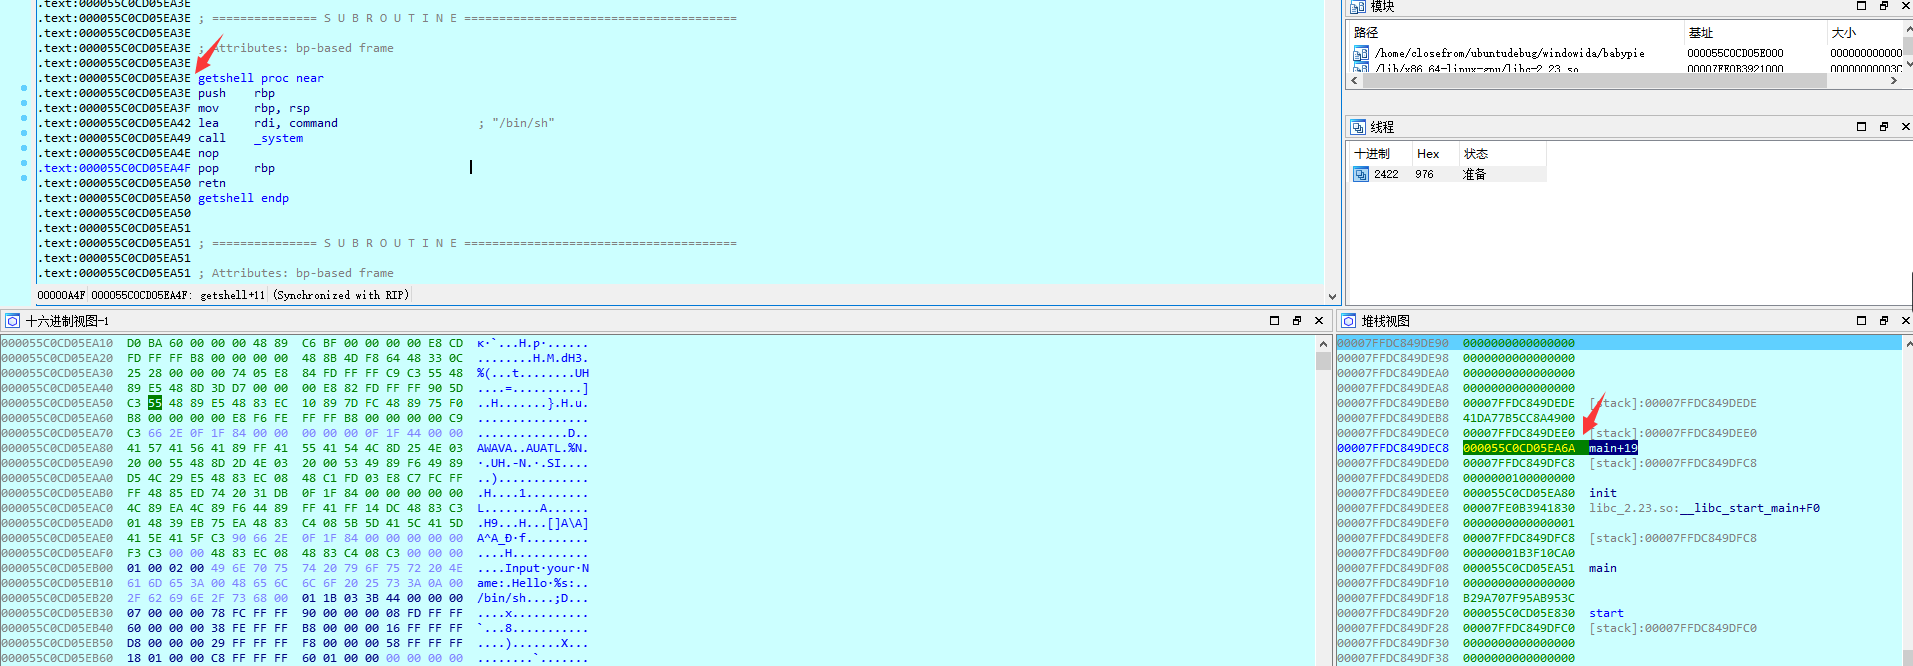 .text:000055C0CD05EA3E
.text:000055C0CD05EA3E ; =============== S U B R O U T I N E =======================================
.text:000055C0CD05EA3E
.text:000055C0CD05EA3E ; Attributes: bp-based frame
.text:000055C0CD05EA3E
.text:000055C0CD05EA3E getshell proc near
.text:000055C0CD05EA3E push    rbp
.text:000055C0CD05EA3F mov     rbp, rsp
.text:000055C0CD05EA42 lea     rdi, command                    ; "/bin/sh"
.text:000055C0CD05EA49 call    _system
.text:000055C0CD05EA4E nop
.text:000055C0CD05EA4F pop     rbp
.text:000055C0CD05EA50 retn
.text:000055C0CD05EA50 getshell endp
.text:000055C0CD05EA50
.text:000055C0CD05EA51
.text:000055C0CD05EA51 ; =============== S U B R O U T I N E =======================================
.text:000055C0CD05EA51
.text:000055C0CD05EA51 ; Attributes: bp-based frame
00000A4F 000055C0CD05EA4F: getshell+11 (Synchronized with RIP)
模块
路径 基址 大小
/home/closefrom/ubuntudebug/windowida/babypie 000055C0CD05E000 000000000000
/lib/x86_64-linux-gnu/libc-2.23.so 00007FE0B3921000 00000000003C
线程
十进制 Hex 状态
2422 976 准备
十六进制视图-1
000055C0CD05EA10 D0 BA 60 00 00 00 48 89 C6 BF 00 00 00 00 E8 CD
000055C0CD05EA20 FD FF FF B8 00 00 00 00 48 8B 4D F8 64 48 33 0C ........H.M.dH3.
000055C0CD05EA30 25 28 00 00 00 74 05 E8 84 FD FF FF C9 C3 55 48 %(...t........UH
000055C0CD05EA40 89 E5 48 8D 3D D7 00 00 00 E8 82 FD FF FF 90 5D ....=..........]
000055C0CD05EA50 C3 55 48 89 E5 48 83 EC 10 89 7D FC 48 89 75 F0 ..H.......}.H.u.
000055C0CD05EA60 B8 00 00 00 00 E8 F6 FE FF FF B8 00 00 00 00 C9 ................
000055C0CD05EA70 C3 66 2E 0F 1F 84 00 00 00 00 00 0F 1F 44 00 00 .............D..
000055C0CD05EA80 41 57 41 56 41 89 FF 41 55 41 54 4C 8D 25 4E 03 AWAVA..AUATL.%N.
000055C0CD05EA90 20 00 55 48 8D 2D 4E 03 20 00 53 49 89 F6 49 89 ·.UH.-N.·.SI....
000055C0CD05EAA0 D5 4C 29 E5 48 83 EC 08 48 C1 FD 03 E8 C7 FC FF ..).............
000055C0CD05EAB0 FF 48 85 ED 74 20 31 DB 0F 1F 84 00 00 00 00 00 .H....1.........
000055C0CD05EAC0 4C 89 EA 4C 89 F6 44 89 FF 41 FF 14 DC 48 83 C3 L........A......
000055C0CD05EAD0 01 48 39 EB 75 EA 48 83 C4 08 5B 5D 41 5C 41 5D .H9...H...[]A\A]
000055C0CD05EAE0 41 5E 41 5F C3 90 66 2E 0F 1F 84 00 00 00 00 00
000055C0CD05EAF0 F3 C3 00 00 48 83 EC 08 48 83 C4 08 C3 00 00 00 ....H...........
000055C0CD05EB00 01 00 02 00 49 6E 70 75 74 20 79 6F 75 72 20 4E ....Input·your·N
000055C0CD05EB10 61 6D 65 3A 00 48 65 6C 6C 6F 20 25 73 3A 0A 00 ame:.Hello·%s:..
000055C0CD05EB20 2F 62 69 6E 2F 73 68 00 01 1B 03 3B 44 00 00 00 /bin/sh....;D...
000055C0CD05EB30 07 00 00 00 78 FC FF FF 90 00 00 00 08 FD FF FF ....x...........
000055C0CD05EB40 60 00 00 00 38 FE FF FF B8 00 00 00 16 FF FF FF `...8...........
000055C0CD05EB50 D8 00 00 00 29 FF FF FF F8 00 00 00 58 FF FF FF ....).......X...
000055C0CD05EB60 18 01 00 00 C8 FF FF FF 60 01 00 00 00 00 00 00 ........`.......
堆栈视图
00007FFDC849DE90 0000000000000000
00007FFDC849DE98 0000000000000000
00007FFDC849DEA0 0000000000000000
00007FFDC849DEA8 0000000000000000
00007FFDC849DEB0 00007FFDC849DEDE [stack]:00007FFDC849DEDE
00007FFDC849DEB8 41DA77B5CC8A4900
00007FFDC849DEC0 00007FFDC849DEE0 [stack]:00007FFDC849DEE0
00007FFDC849DEC8 000055C0CD05EA6A main+19
00007FFDC849DED0 00007FFDC849DFC8 [stack]:00007FFDC849DFC8
00007FFDC849DED8 0000000100000000
00007FFDC849DEE0 000055C0CD05EA80 init
00007FFDC849DEE8 00007FE0B3941830 libc_2.23.so:__libc_start_main+F0
00007FFDC849DEF0 0000000000000001
00007FFDC849DEF8 00007FFDC849DFC8 [stack]:00007FFDC849DFC8
00007FFDC849DF00 00000001B3F10CA0
00007FFDC849DF08 000055C0CD05EA51 main
00007FFDC849DF10 0000000000000000
00007FFDC849DF18 B29A707F95AB953C
00007FFDC849DF20 000055C0CD05E830 start
00007FFDC849DF28 00007FFDC849DFC0 [stack]:00007FFDC849DFC0
00007FFDC849DF30 0000000000000000
00007FFDC849DF38 0000000000000000